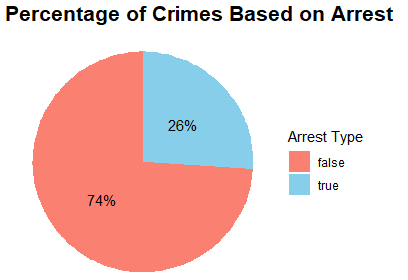 Percentage of Crimes Based on Arrest
26%
74%
Arrest Type
false
true